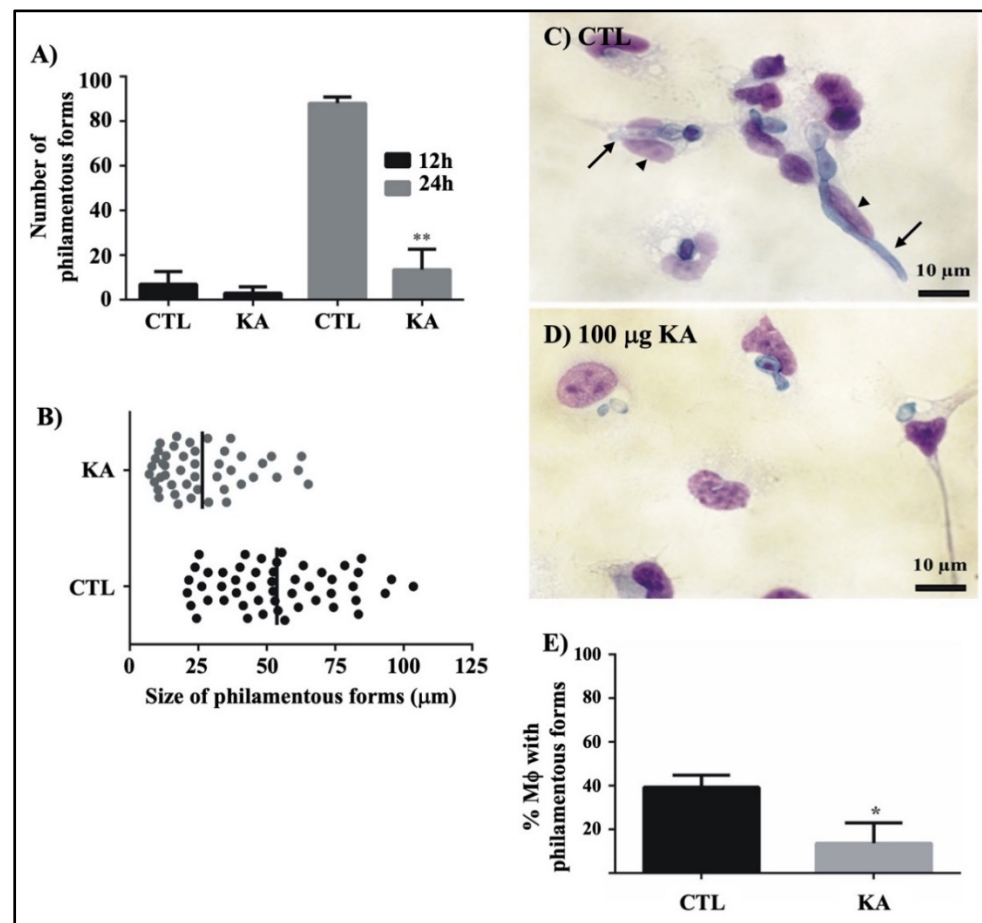 A)
Number of
philamentous forms
100
80
60
40
20
0
12h
24h
**
CTL KA CTL KA
B)
KA
CTL
0 25 50 75 100 125
Size of philamentous forms (μm)
C) CTL
10 μm
D) 100 μg KA
10 μm
E)
% Mϕ with
philamentous forms
100
80
60
40
20
*
CTL KA